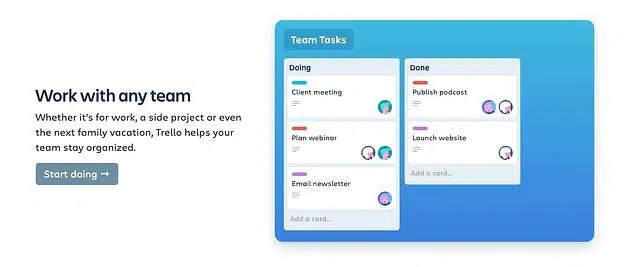 Work with any team
Whether it's for work, a side project or even
the next family vacation, Trello helps your
team stay organized.
Start doing →
Team Tasks
Doing
Client meeting
Plan webinar
Email newsletter
Add a card...
Done
Publish podcast
Launch website
Add a card...